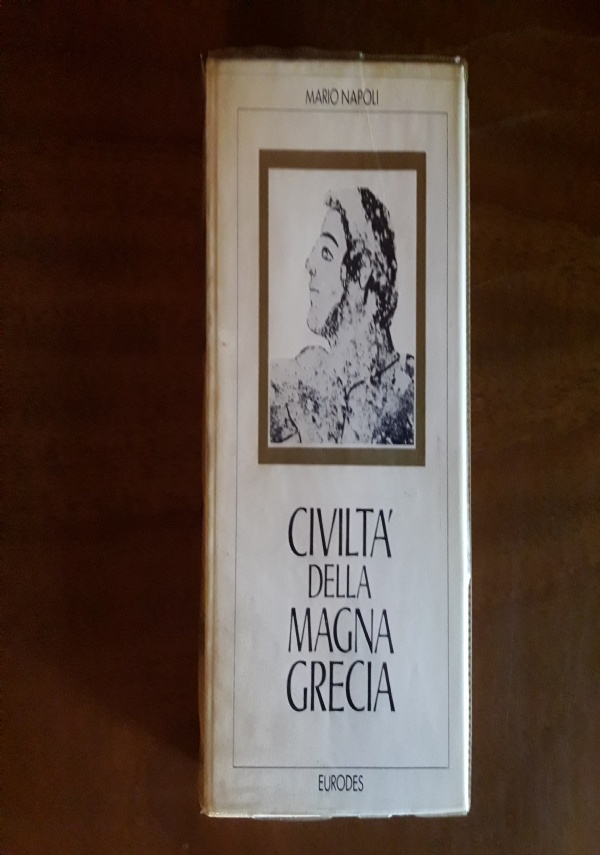 MARIO NAPOLI
CIVILTA'
DELLA
MAGNA
GRECIA
EURODES